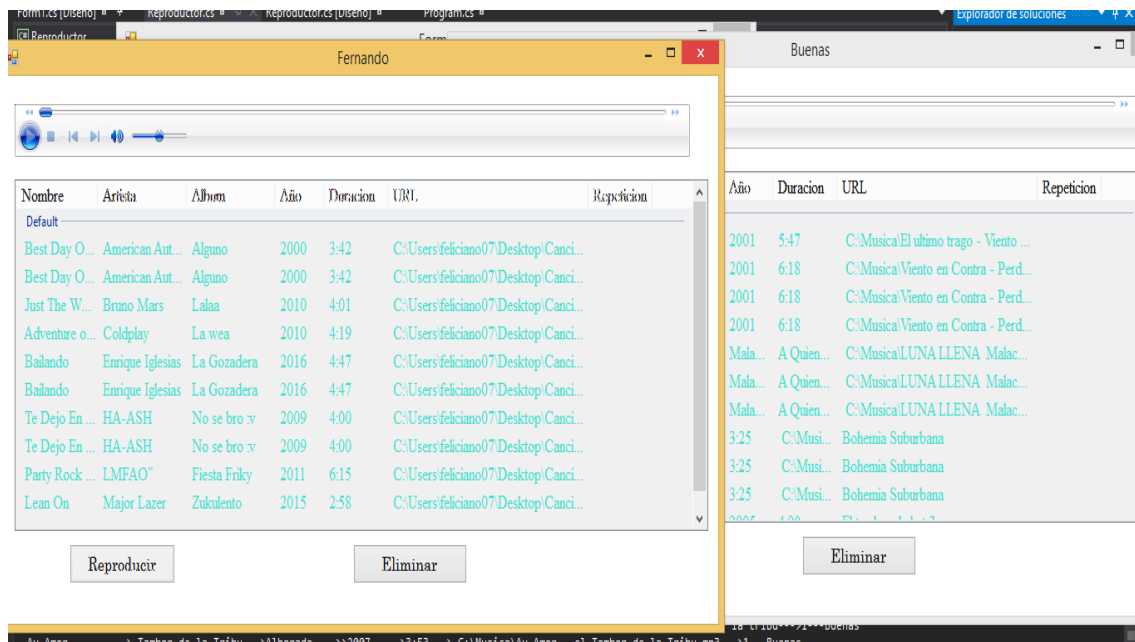 Form1.cs [Diseño]
Reproductor.cs
Reproductor.cs [Diseño]
Program.cs
Explorador de soluciones
Reproductor
Form
Fernando
Buenas
Nombre Artista Album Año Duracion URL Repeticion
Default
Best Day O... American Aut... Alguno 2000 3:42 C:\Users\feliciano07\Desktop\Canci...
Best Day O... American Aut... Alguno 2000 3:42 C:\Users\feliciano07\Desktop\Canci...
Just The W... Bruno Mars Lalaa 2010 4:01 C:\Users\feliciano07\Desktop\Canci...
Adventure o... Coldplay La wea 2010 4:19 C:\Users\feliciano07\Desktop\Canci...
Bailando Enrique Iglesias La Gozadera 2016 4:47 C:\Users\feliciano07\Desktop\Canci...
Bailando Enrique Iglesias La Gozadera 2016 4:47 C:\Users\feliciano07\Desktop\Canci...
Te Dejo En ... HA-ASH No se bro :v 2009 4:00 C:\Users\feliciano07\Desktop\Canci...
Te Dejo En ... HA-ASH No se bro :v 2009 4:00 C:\Users\feliciano07\Desktop\Canci...
Party Rock ... LMFAO" Fiesta Friky 2011 6:15 C:\Users\feliciano07\Desktop\Canci...
Lean On Major Lazer Zukulento 2015 2:58 C:\Users\feliciano07\Desktop\Canci...
Reproducir
Eliminar
Año Duracion URL Repeticion
2001 5:47 C:\Musica\El ultimo trago - Viento ...
2001 6:18 C:\Musica\Viento en Contra - Perd...
2001 6:18 C:\Musica\Viento en Contra - Perd...
2001 6:18 C:\Musica\Viento en Contra - Perd...
Mala... A Quien... C:\Musica\LUNA LLENA Malac...
Mala... A Quien... C:\Musica\LUNA LLENA Malac...
Mala... A Quien... C:\Musica\LUNA LLENA Malac...
3:25 C:\Musi... Bohemia Suburbana
3:25 C:\Musi... Bohemia Suburbana
3:25 C:\Musi... Bohemia Suburbana
2005 4:00
Eliminar
la tribu--->1---Buenas